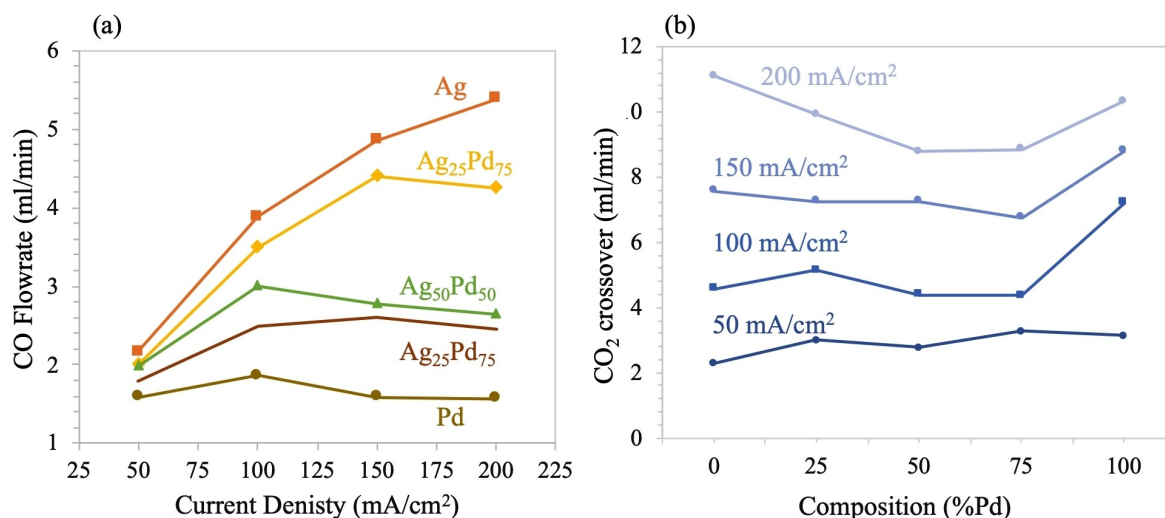 (a)
6
5
4
3
2
1
CO Flowrate (ml/min)
Ag
Ag25Pd75
Ag50Pd50
Ag25Pd75
Pd
25 50 75 100 125 150 175 200 225
Current Denisty (mA/cm²)
(b)
12
0
8
6
4
2
0
CO₂ crossover (ml/min)
200 mA/cm²
150 mA/cm²
100 mA/cm²
50 mA/cm²
0 25 50 75 100
Composition (%Pd)